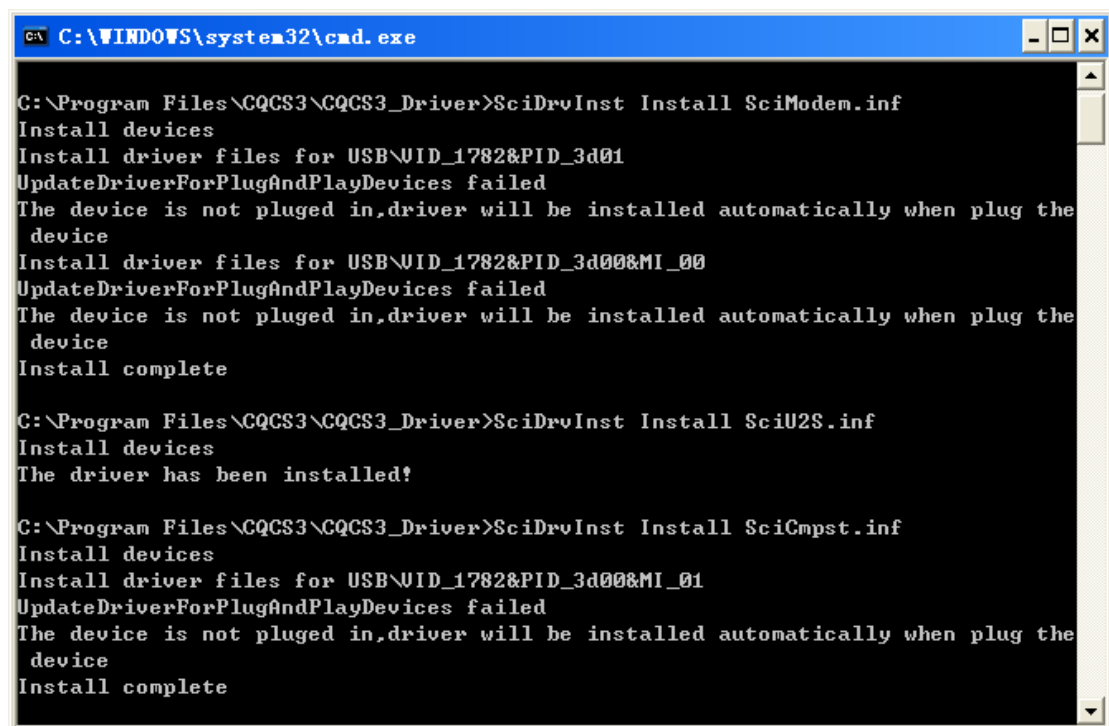 C:\WINDOWS\system32\cmd.exe
C:\Program Files\CQCS3\CQCS3_Driver>SciDrvInst Install SciModem.inf
Install devices
Install driver files for USB\VID_1782&PID_3d01
UpdateDriverForPlugAndPlayDevices failed
The device is not pluged in,driver will be installed automatically when plug the
 device
Install driver files for USB\VID_1782&PID_3d00&MI_00
UpdateDriverForPlugAndPlayDevices failed
The device is not pluged in,driver will be installed automatically when plug the
 device
Install complete
C:\Program Files\CQCS3\CQCS3_Driver>SciDrvInst Install SciU2S.inf
Install devices
The driver has been installed!
C:\Program Files\CQCS3\CQCS3_Driver>SciDrvInst Install SciCmpst.inf
Install devices
Install driver files for USB\VID_1782&PID_3d00&MI_01
UpdateDriverForPlugAndPlayDevices failed
The device is not pluged in,driver will be installed automatically when plug the
 device
Install complete